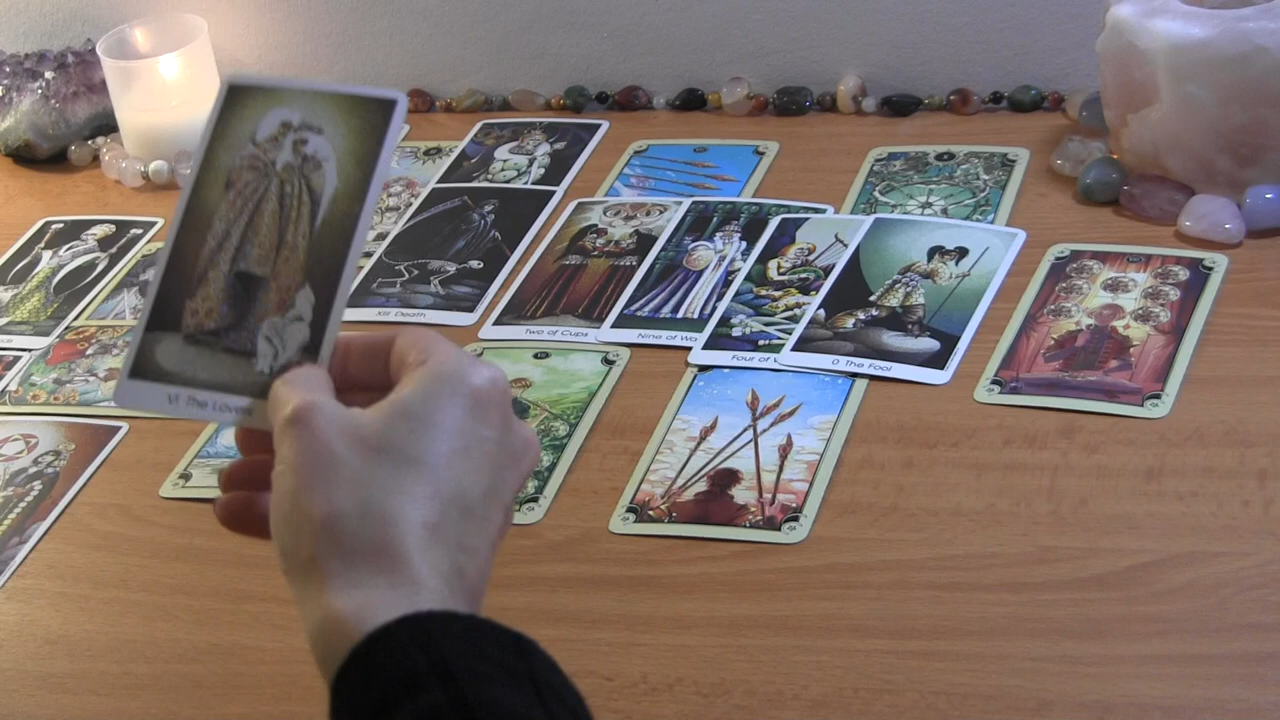 VI The Lovers
XIII Death
Two of Cups
Nine of Wa
Four of
0 The Fool